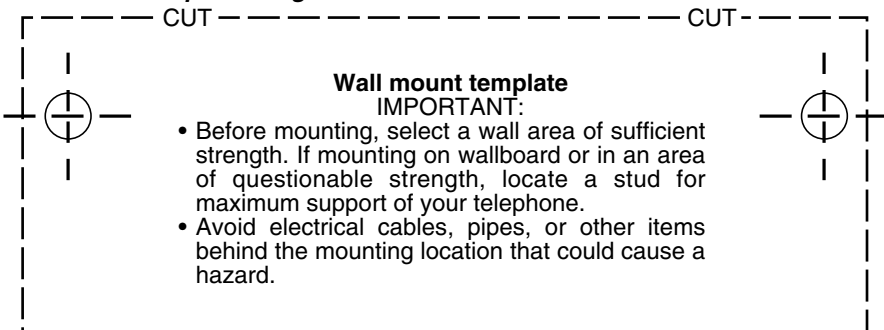 CUT CUT
Wall mount template
IMPORTANT:
• Before mounting, select a wall area of sufficient
strength. If mounting on wallboard or in an area
of questionable strength, locate a stud for
maximum support of your telephone.
• Avoid electrical cables, pipes, or other items
behind the mounting location that could cause a
hazard.